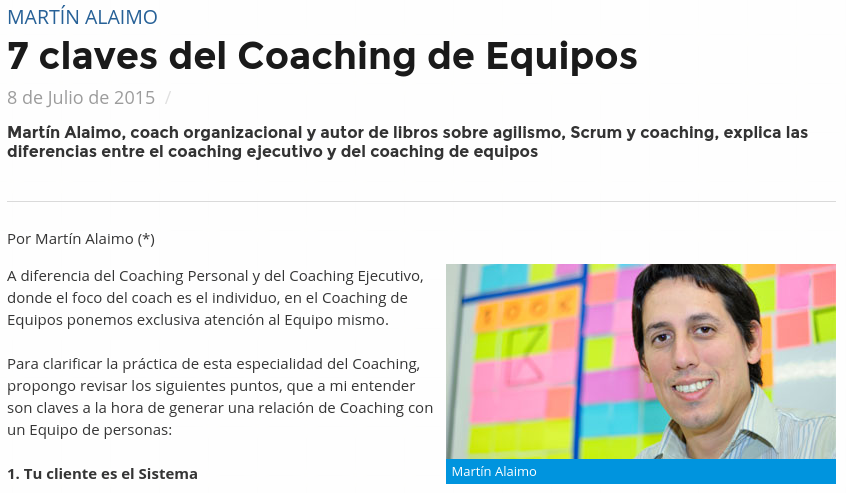 MARTÍN ALAIMO
7 claves del Coaching de Equipos
8 de Julio de 2015 /
Martín Alaimo, coach organizacional y autor de libros sobre agilismo, Scrum y coaching, explica las
diferencias entre el coaching ejecutivo y del coaching de equipos
Por Martín Alaimo (*)
A diferencia del Coaching Personal y del Coaching Ejecutivo,
donde el foco del coach es el individuo, en el Coaching de
Equipos ponemos exclusiva atención al Equipo mismo.
Para clarificar la práctica de esta especialidad del Coaching,
propongo revisar los siguientes puntos, que a mi entender
son claves a la hora de generar una relación de Coaching con
un Equipo de personas:
1. Tu cliente es el Sistema
Martín Alaimo